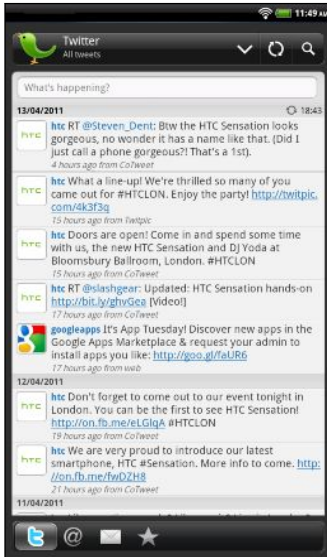 11:49 AM
Twitter
All tweets
What's happening?
13/04/2011 18:43
htc RT @Steven_Dent: Btw the HTC Sensation looks
gorgeous, no wonder it has a name like that. (Did I
just call a phone gorgeous?! That's a 1st).
4 hours ago from CoTweet
htc What a line-up! We're thrilled so many of you
came out for #HTCLON. Enjoy the party! http://twitpic.
com/4k3f3q
15 hours ago from Twitpic
htc Doors are open! Come in and spend some time
with us, the new HTC Sensation and DJ Yoda at
Bloomsbury Ballroom, London. #HTCLON
15 hours ago from CoTweet
htc RT @slashgear: Updated: HTC Sensation hands-on
http://bit.ly/ghvGea [Video!]
17 hours ago from CoTweet
googleapps It's App Tuesday! Discover new apps in the
Google Apps Marketplace & request your admin to
install apps you like: http://goo.gl/faUR6
17 hours ago from web
12/04/2011
htc Don't forget to come out to our event tonight in
London. You can be the first to see HTC Sensation!
http://on.fb.me/eLGlqA #HTCLON
19 hours ago from CoTweet
htc We are very proud to introduce our latest
smartphone, HTC #Sensation. More info to come. http:
//on.fb.me/fwDZH8
21 hours ago from CoTweet
11/04/2011